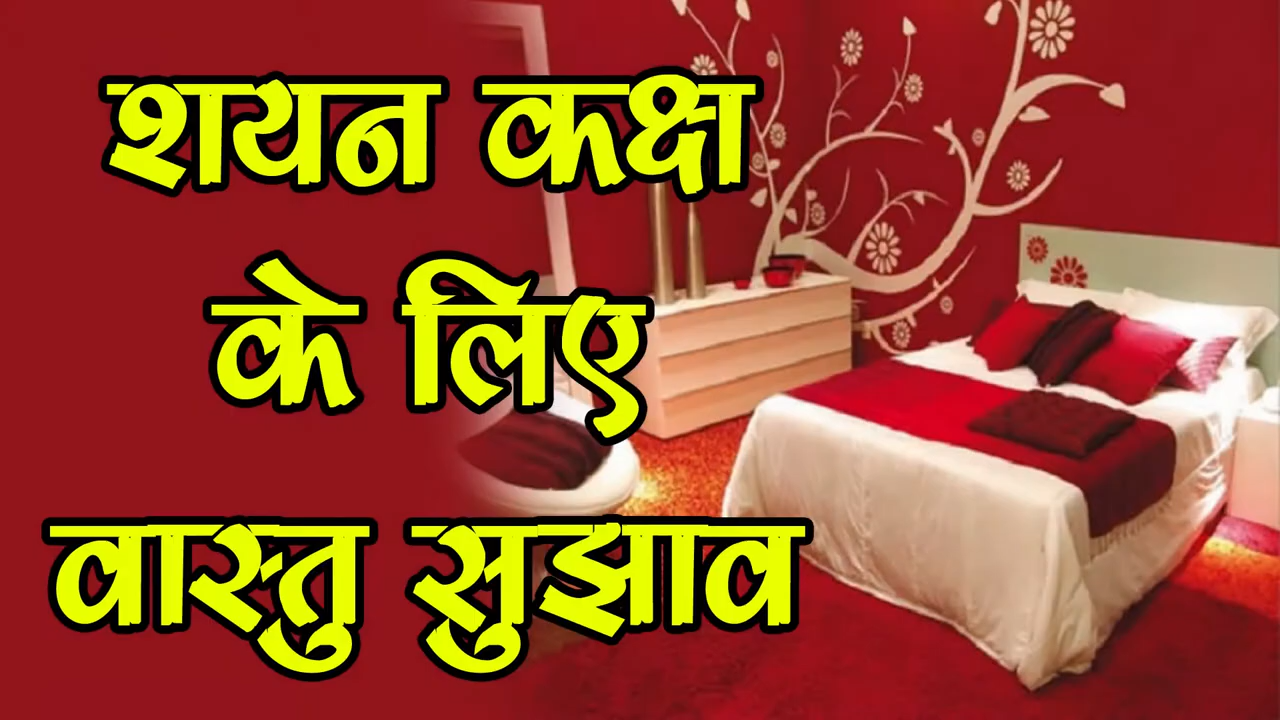 शयन कक्ष
के लिए
वास्तु सुझाव